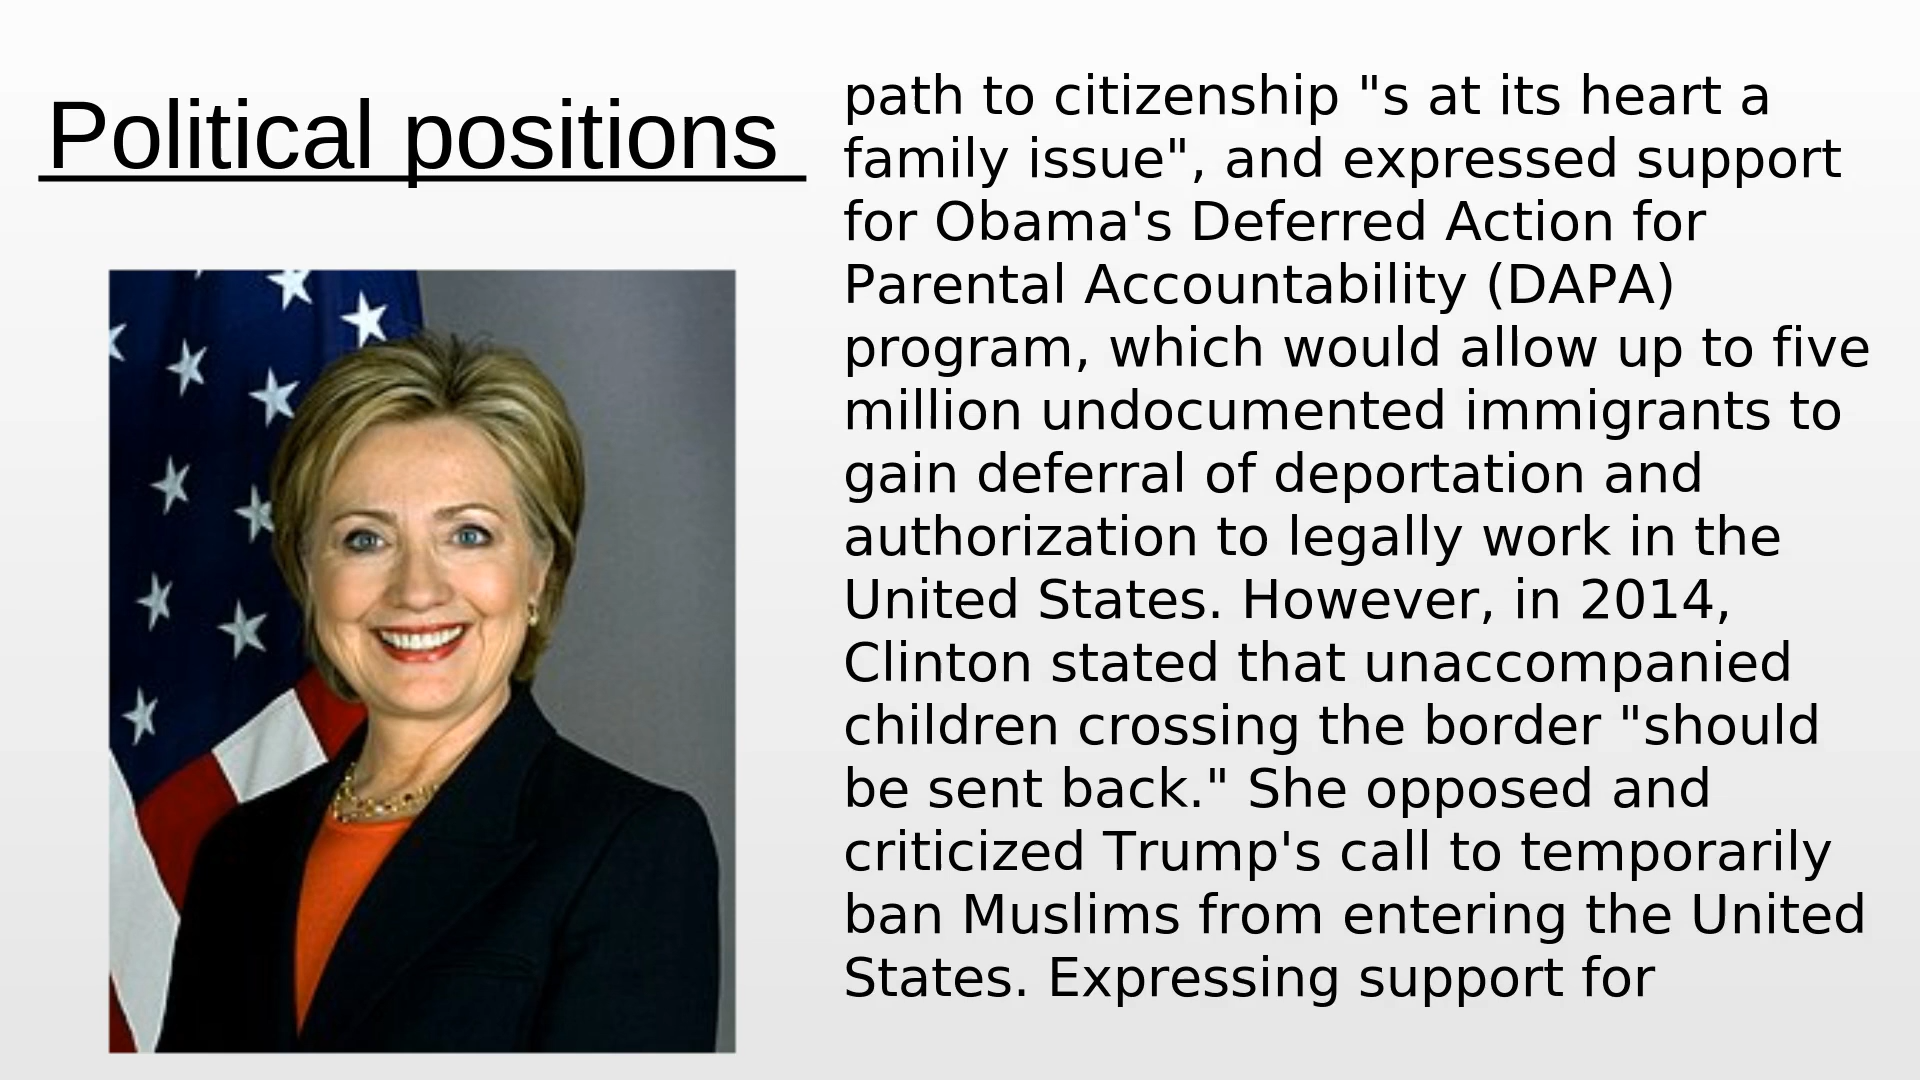 Political positions
path to citizenship "s at its heart a
family issue", and expressed support
for Obama's Deferred Action for
Parental Accountability (DAPA)
program, which would allow up to five
million undocumented immigrants to
gain deferral of deportation and
authorization to legally work in the
United States. However, in 2014,
Clinton stated that unaccompanied
children crossing the border "should
be sent back." She opposed and
criticized Trump's call to temporarily
ban Muslims from entering the United
States. Expressing support for